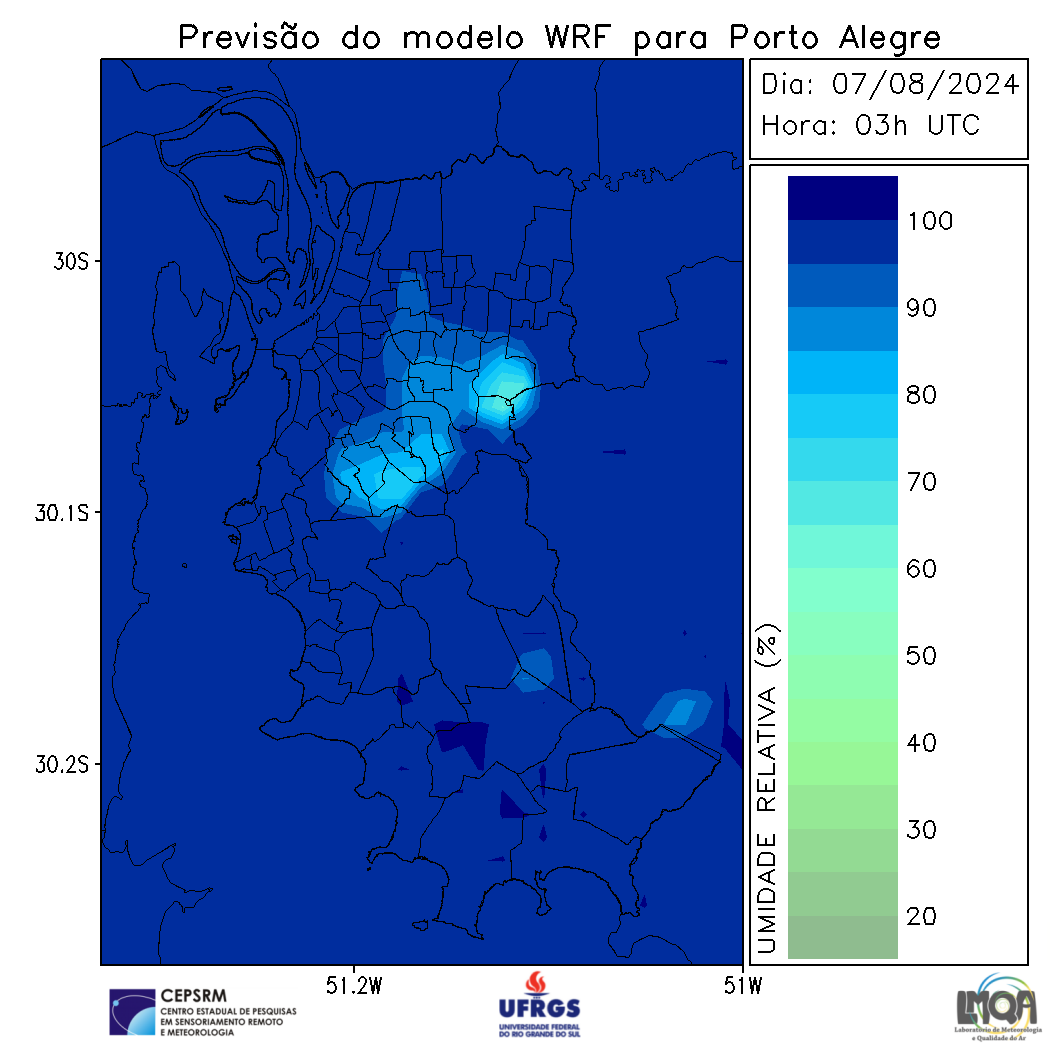 Previsão do modelo WRF para Porto Alegre
Dia: 07/08/2024
Hora: 03h UTC
100
90
80
70
60
50
40
30
20
UMIDADE RELATIVA (%)
30S
30.1S
30.2S
51.2W
51W
CEPSRM
CENTRO ESTADUAL DE PESQUISAS
EM SENSORIAMENTO REMOTO
E METEOROLOGIA
UFRGS
UNIVERSIDADE FEDERAL
DO RIO GRANDE DO SUL
LMQA
Laboratório de Meteorologia
e Qualidade do Ar